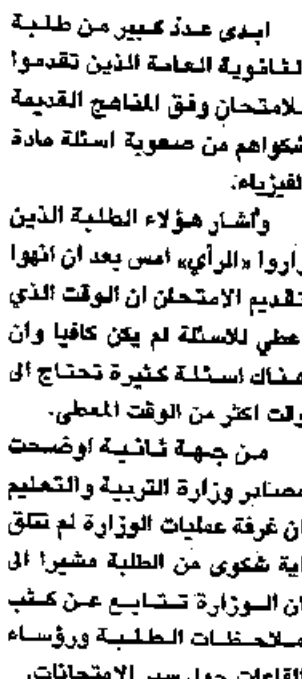 ابدى عدد كبير من طلبة
الثانوية العامة الذين تقدموا
للامتحان وفق المناهج القديمة
شكواهم من صعوبة اسئلة مادة
الفيزياء.
وأشار هؤلاء الطلبة الذين
زاروا «الرأي» امس بعد ان انهوا
تقديم الامتحان ان الوقت الذي
اعطي للاسئلة لم يكن كافيا وان
هناك اسئلة كثيرة تحتاج الى
وقت اكثر من الوقت المعطى.
من جهة ثانية اوضحت
مصادر وزارة التربية والتعليم
ان غرفة عمليات الوزارة لم تتلق
اية شكوى من الطلبة مشيرا الى
ان الوزارة تتابع عن كثب
ملاحظات الطلبة ورؤساء
القاعات حول سير الامتحانات.